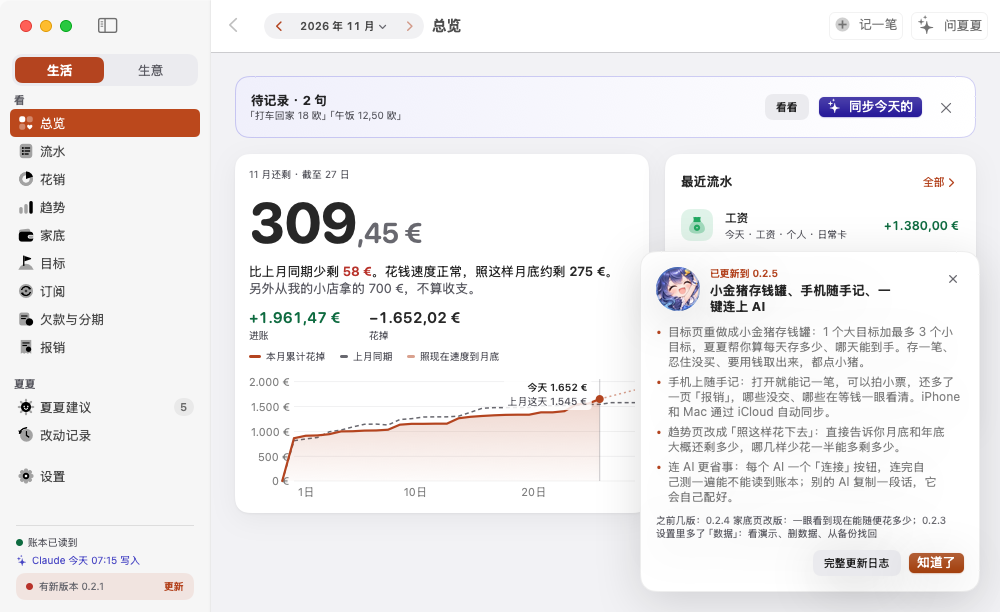 2026 年 11 月
总览
记一笔
问夏夏
生活
生意
看
总览
流水
花销
趋势
家底
目标
订阅
欠款与分期
报销
夏夏
夏夏建议
5
改动记录
设置
账本已读到
Claude 今天 07:15 写入
有新版本 0.2.1
更新
待记录 · 2 句
「打车回家 18 欧」「午饭 12,50 欧」
看看
同步今天的
11 月还剩 · 截至 27 日
309,45 €
比上月同期少剩 58 €。花钱速度正常，照这样月底约剩 275 €。
另外从我的小店拿的 700 €，不算收支。
+1.961,47 €
进账
−1.652,02 €
花掉
本月累计花掉
上月同期
照现在速度到月底
2.000 €
1.500 €
1.000 €
500 €
0 €
今天 1.652 €
上月这天 1.545 €
1日
10日
20日
最近流水
全部
工资
今天 · 工资 · 个人 · 日常卡
+1.380,00 €
已更新到 0.2.5
小金猪存钱罐、手机随手记、一
键连上 AI
• 目标页重做成小金猪存钱罐：1 个大目标加最多 3 个小
目标，夏夏帮你算每天存多少、哪天能到手。存一笔、
忍住没买、要用钱取出来，都点小猪。
• 手机上随手记：打开就能记一笔，可以拍小票，还多了
一页「报销」，哪些没交、哪些在等钱一眼看清。iPhone
和 Mac 通过 iCloud 自动同步。
• 趋势页改成「照这样花下去」：直接告诉你月底和年底
大概还剩多少，哪几样少花一半能多剩多少。
• 连 AI 更省事：每个 AI 一个「连接」按钮，连完自
己测一遍能不能读到账本；别的 AI 复制一段话，它
会自己配好。
之前几版：0.2.4 家底页改版：一眼看到现在能随便花多少；0.2.3
设置里多了「数据」：看演示、删数据、从备份找回
完整更新日志
知道了